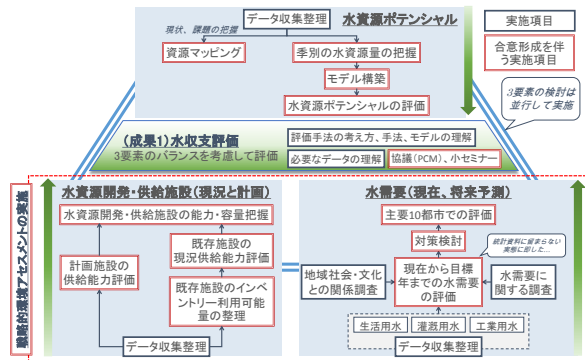 水資源ポテンシャル
データ収集整理
現状、課題の把握
資源マッピング
季別の水資源量の把握
モデル構築
水資源ポテンシャルの評価
実施項目
合意形成を伴
う実施項目
3要素の検討は
並行して実施
(成果1)水収支評価
3要素のバランスを考慮して評価
評価手法の考え方、手法、モデルの理解
必要なデータの理解
協議(PCM)、小セミナー
戦略的環境アセスメントの実施
水資源開発・供給施設(現況と計画)
水資源開発・供給施設の能力・容量把握
計画施設の
供給能力評価
既存施設の
現況供給能力評価
既存施設のインベ
ントリー利用可能
量の整理
データ収集整理
水需要(現在、将来予測)
主要10都市での評価
対策検討
統計資料に留まらない
実態に即した…
地域社会・文化
との関係調査
現在から目標
年までの水需要
の評価
水需要に
関する調査
生活用水
灌漑用水
工業用水
データ収集整理